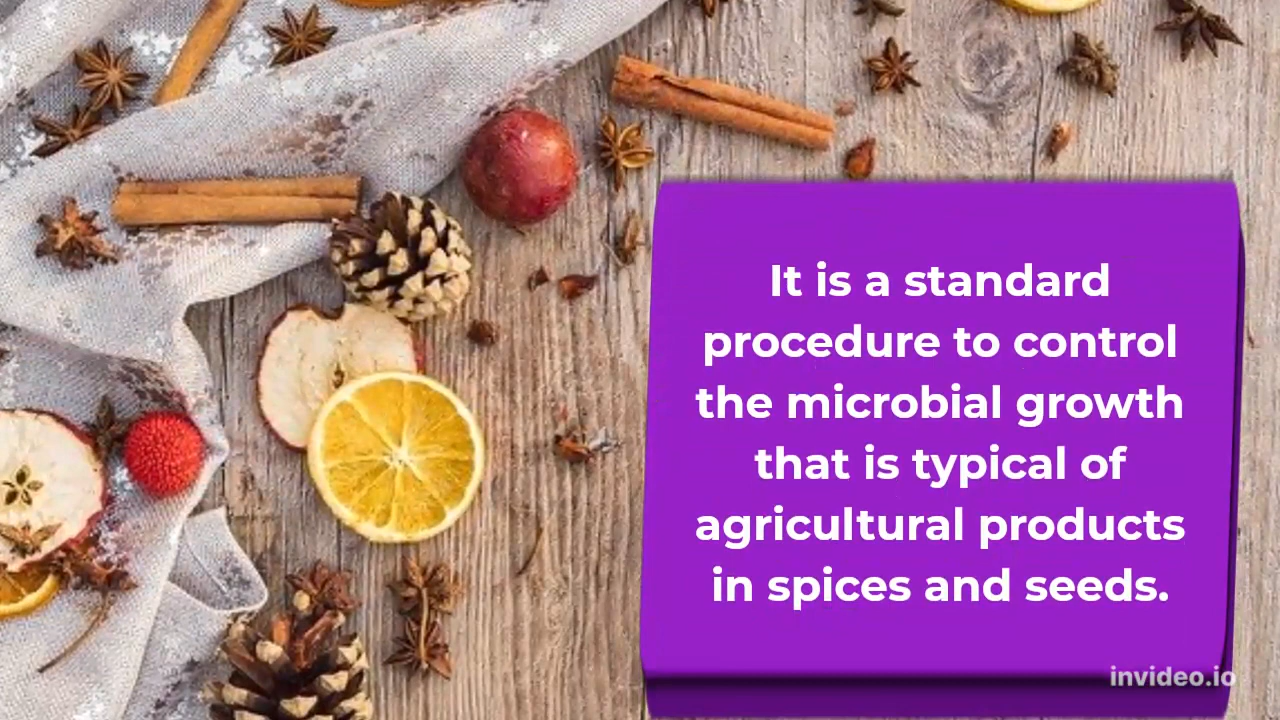 It is a standard
procedure to control
the microbial growth
that is typical of
agricultural products
in spices and seeds.
invideo.io